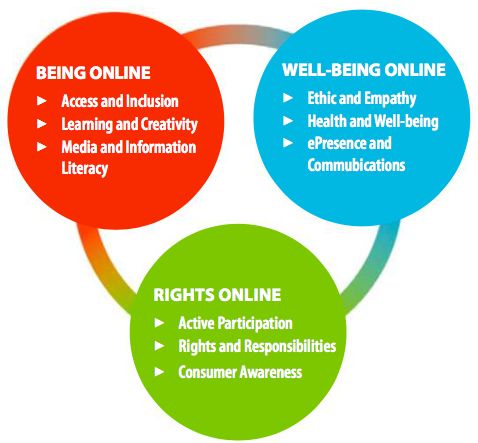 BEING ONLINE
► Access and Inclusion
► Learning and Creativity
► Media and Information
Literacy
WELL-BEING ONLINE
► Ethic and Empathy
► Health and Well-being
► ePresence and
Commubications
RIGHTS ONLINE
► Active Participation
► Rights and Responsibilities
► Consumer Awareness